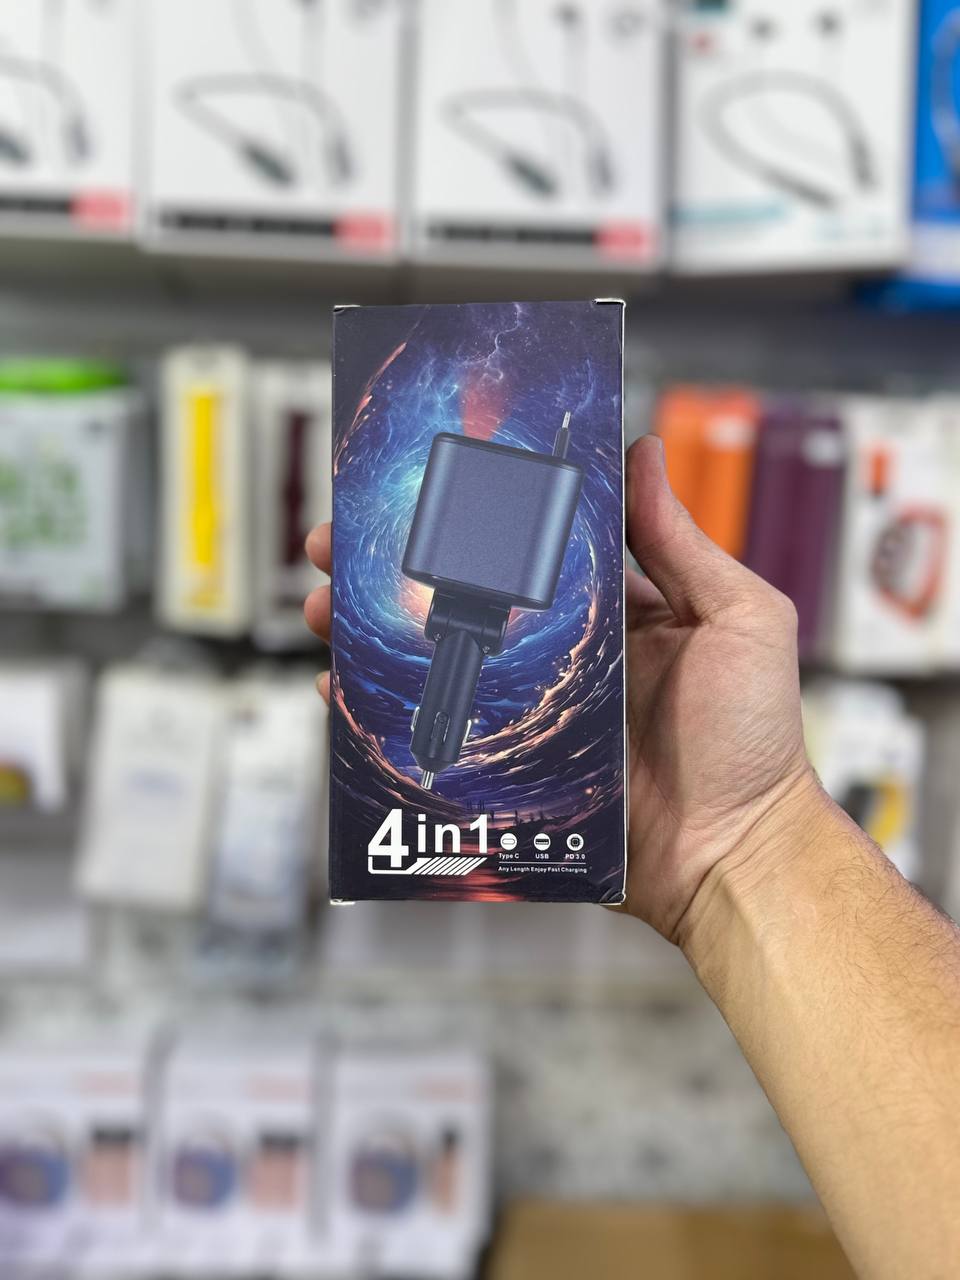 4in1
Type C USB PD 3.0
Any Length Enjoy Fast Charging